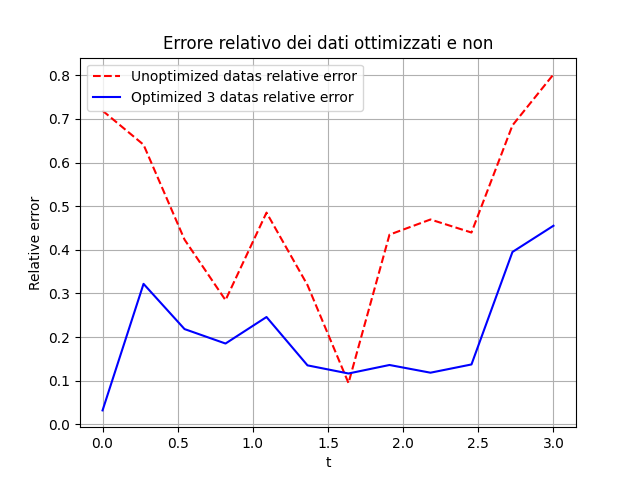 Errore relativo dei dati ottimizzati e non
Unoptimized datas relative error
Optimized 3 datas relative error
Relative error
0.8
0.7
0.6
0.5
0.4
0.3
0.2
0.1
0.0
0.0 0.5 1.0 1.5 2.0 2.5 3.0
t